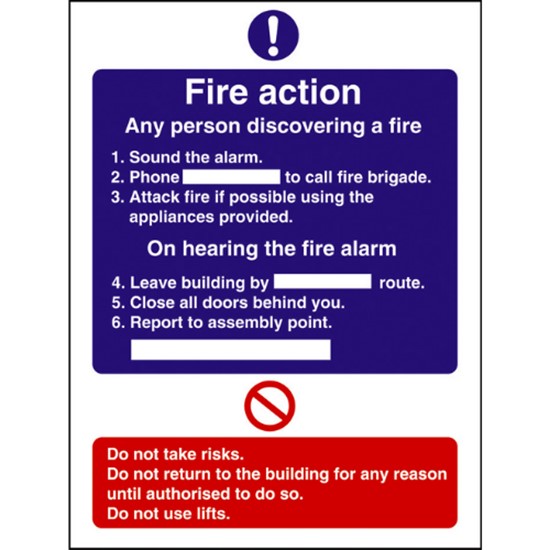 Fire action
Any person discovering a fire
1. Sound the alarm.
2. Phone to call fire brigade.
3. Attack fire if possible using the
appliances provided.
On hearing the fire alarm
4. Leave building by route.
5. Close all doors behind you.
6. Report to assembly point.
Do not take risks.
Do not return to the building for any reason
until authorised to do so.
Do not use lifts.